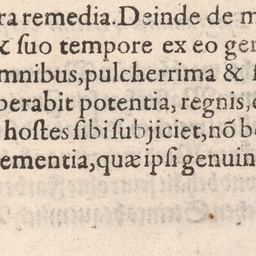 ra remedia. Deinde de m
& ſuo tempore ex eo ger
mnibus, pulcherrima & ſ
perabit potentia, regnis,
hoſtes ſibi ſubjiciet, nõ b
ementia, quæ ipſi genuin